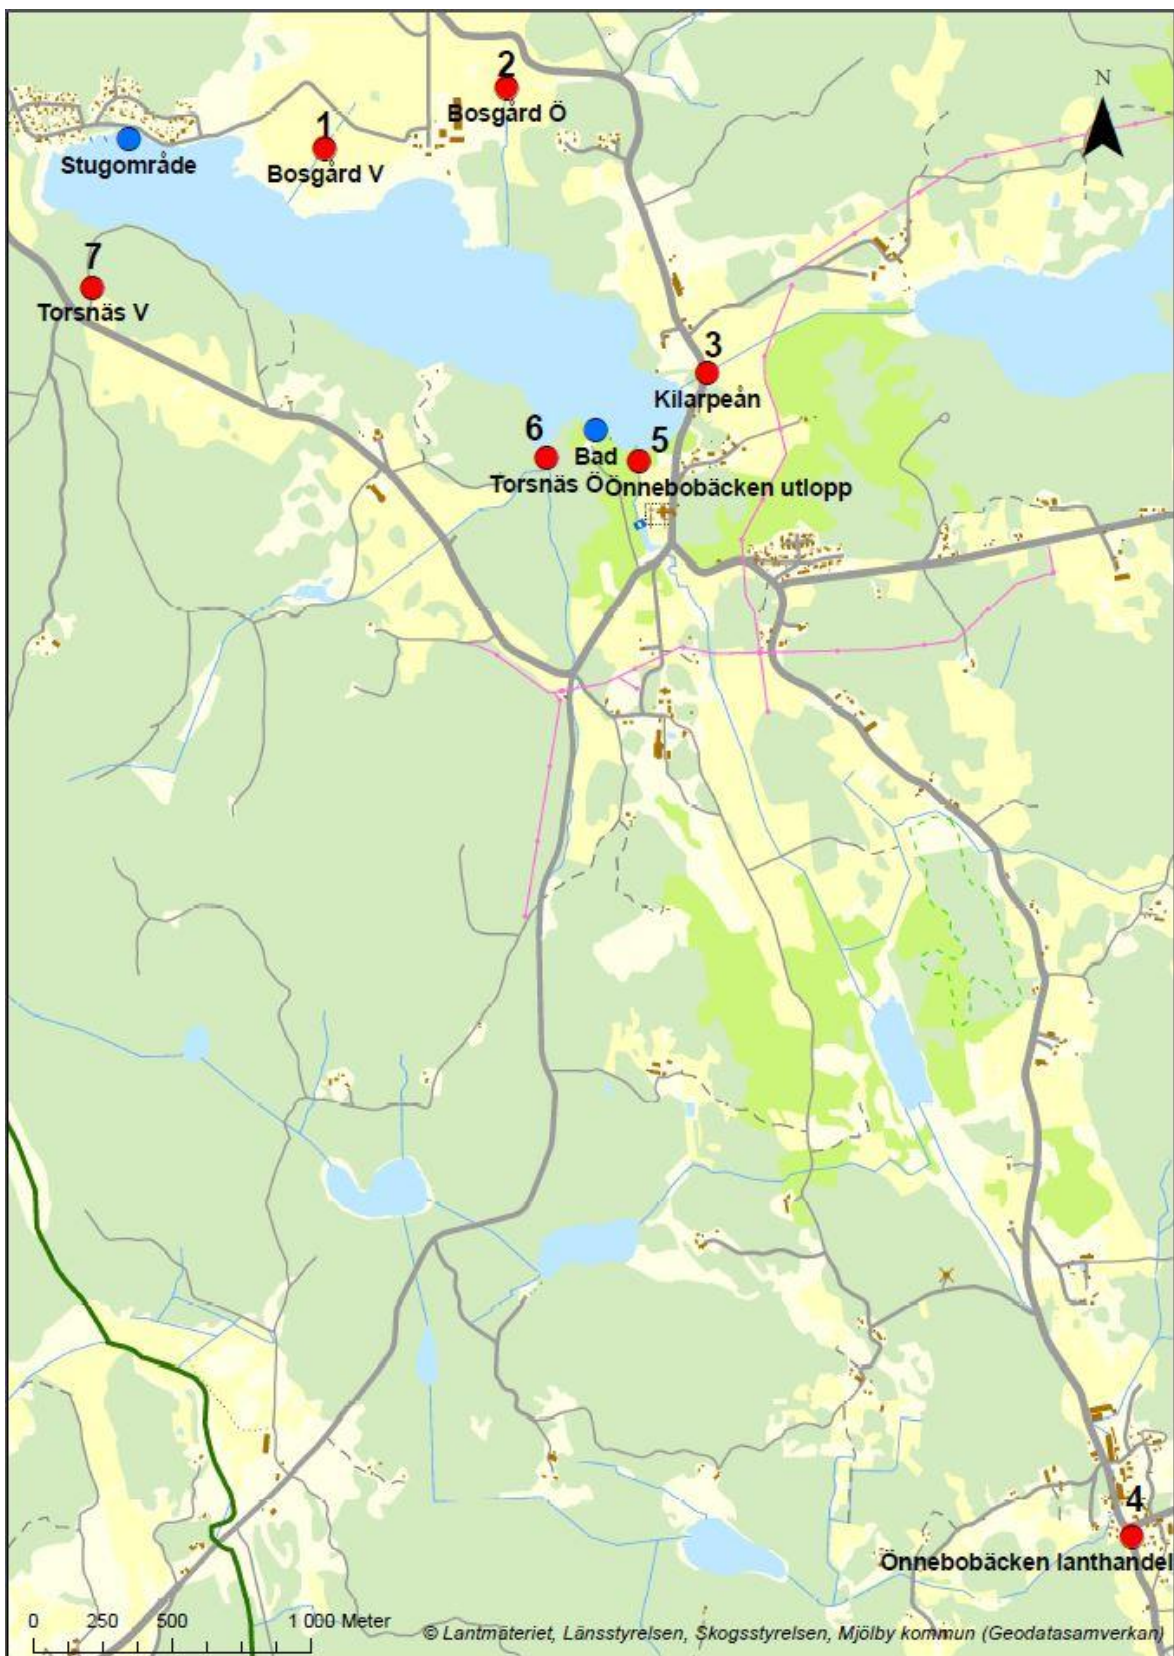 N
2
Bosgård Ö
1
Bosgård V
Stugområde
7
Torsnäs V
3
Kilarpeån
6
Torsnäs Ö
Bad
5
Önnebobäcken utlopp
4
Önnebobäcken lanthandel
0 250 500 1 000 Meter
© Lantmäteriet, Länsstyrelsen, Skogsstyrelsen, Mjölby kommun (Geodatasamverkan)